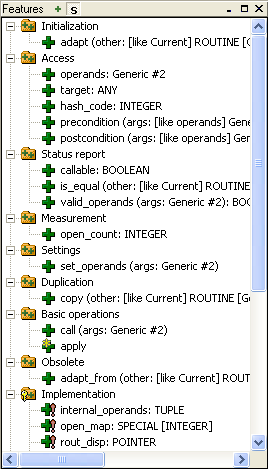 Features
S
Initialization
adapt (other: [like Current] ROUTINE [G
Access
operands: Generic #2
target: ANY
hash_code: INTEGER
precondition (args: [like operands] Gene
postcondition (args: [like operands] Gen
Status report
callable: BOOLEAN
is_equal (other: [like Current] ROUTINE
valid_operands (args: Generic #2): BOO
Measurement
open_count: INTEGER
Settings
set_operands (args: Generic #2)
Duplication
copy (other: [like Current] ROUTINE [Ge
Basic operations
call (args: Generic #2)
apply
Obsolete
adapt_from (other: [like Current] ROUT
Implementation
internal_operands: TUPLE
open_map: SPECIAL [INTEGER]
rout_disp: POINTER